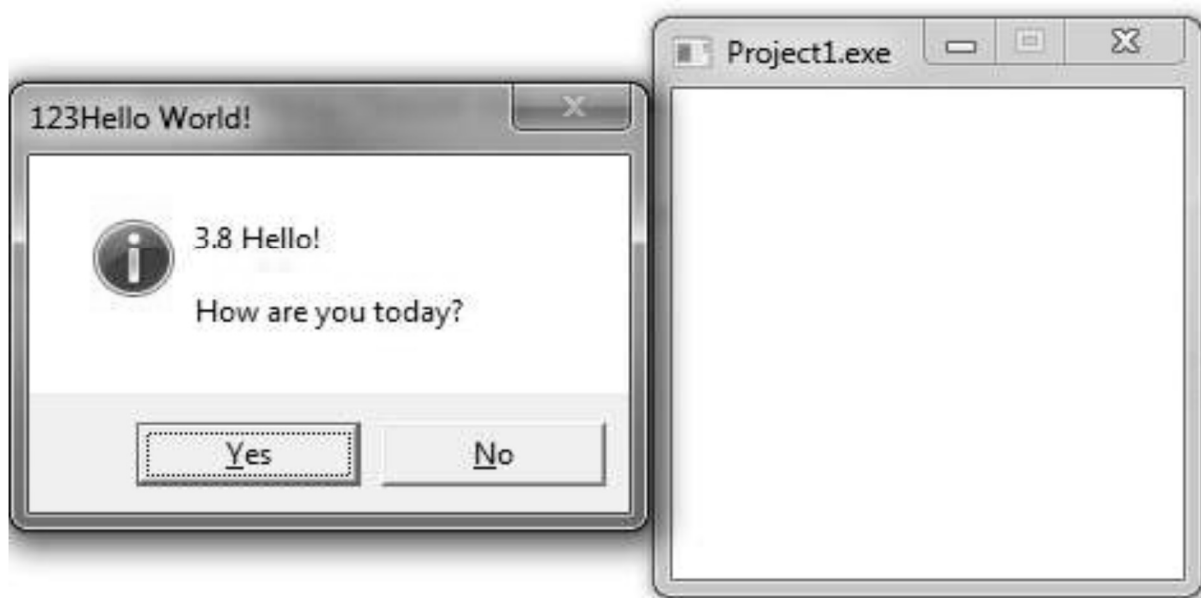 123Hello World!
3.8 Hello!
How are you today?
Yes
No
Project1.exe